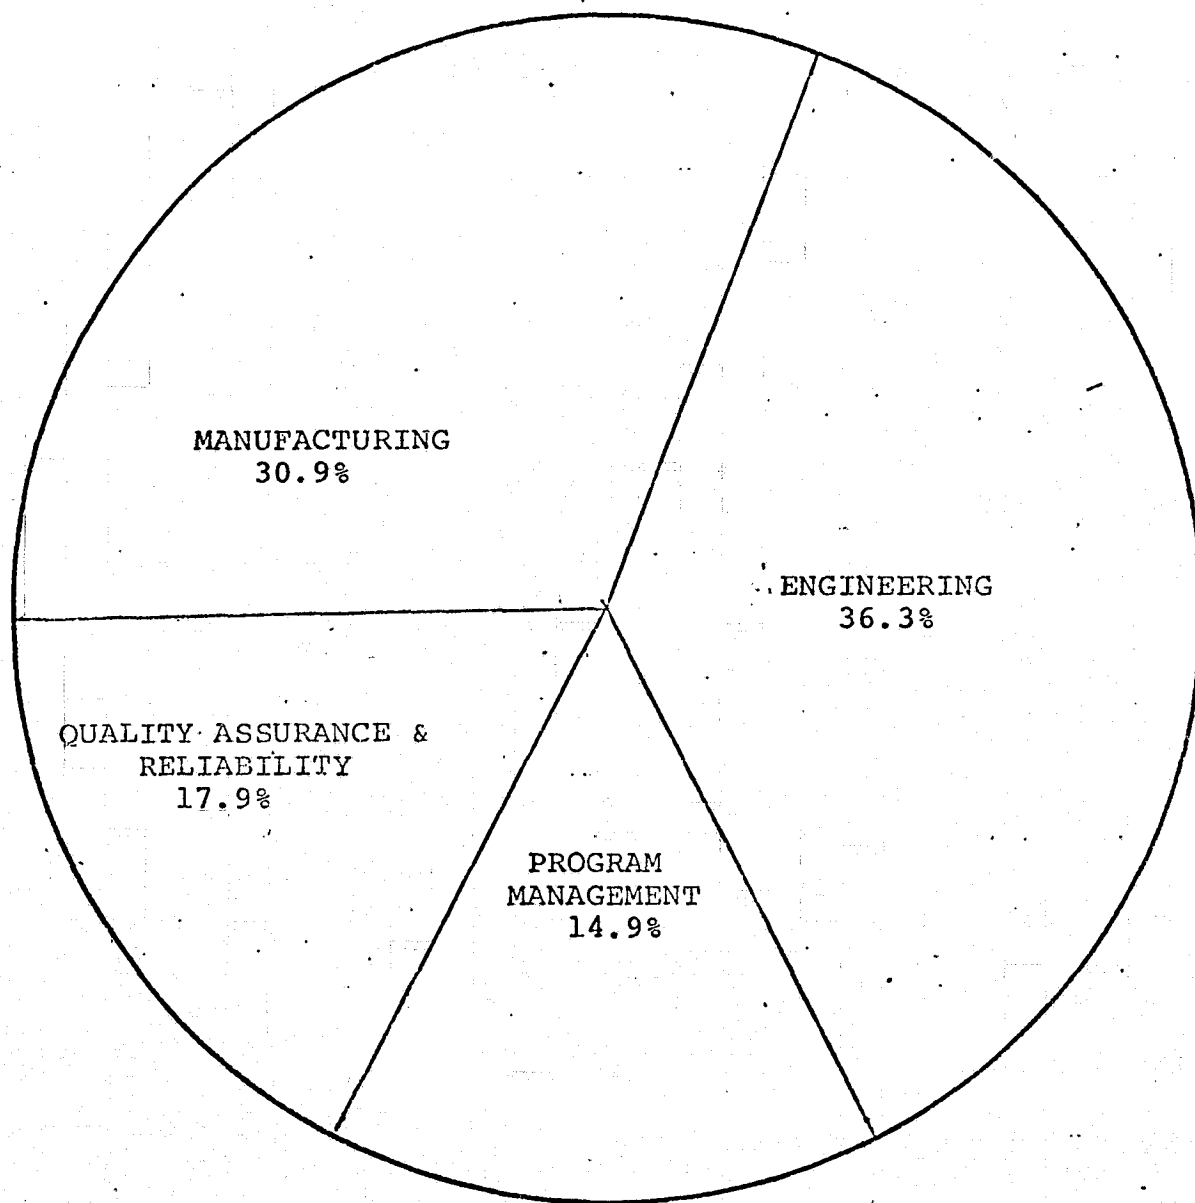 MANUFACTURING
30.9%
ENGINEERING
36.3%
QUALITY ASSURANCE &
RELIABILITY
17.9%
PROGRAM
MANAGEMENT
14.9%